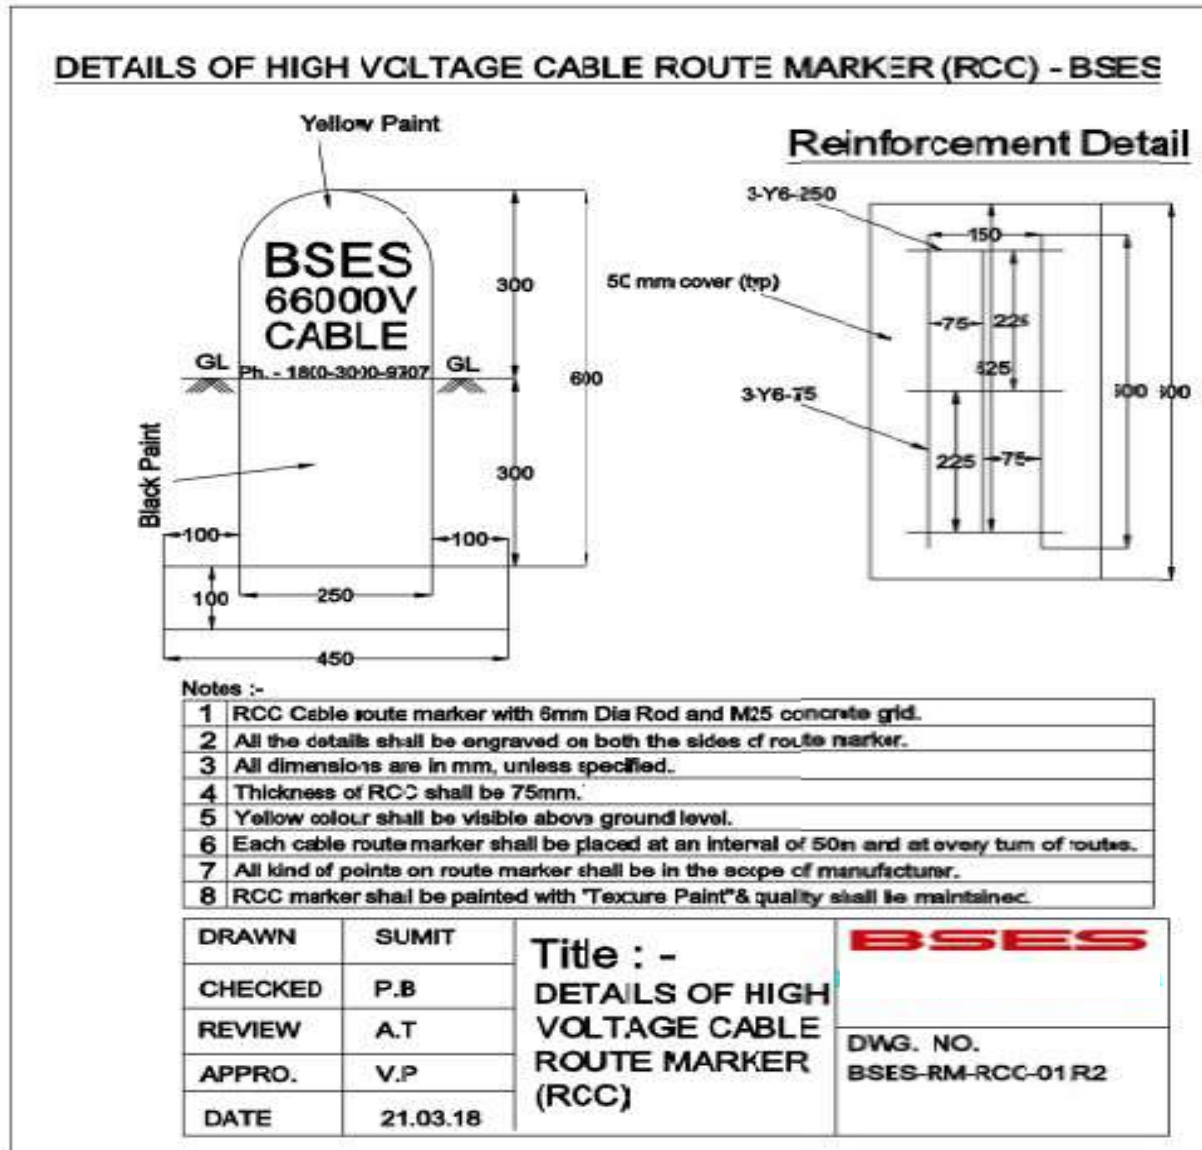 DETAILS OF HIGH VOLTAGE CABLE ROUTE MARKER (RCC) - BSES
Yellow Paint
BSES
66000V
CABLE
GL
Ph. - 1800-3000-9707
GL
300
600
300
Black Paint
100
100
100
250
450
Reinforcement Detail
3-Y6-250
150
50 mm cover (typ)
75
225
525
3-Y6-75
600
225
75
Notes :-
1 RCC Cable route marker with 6mm Dia Rod and M25 concrete grid.
2 All the details shall be engraved on both the sides of route marker.
3 All dimensions are in mm, unless specified.
4 Thickness of RCC shall be 75mm.
5 Yellow colour shall be visible above ground level.
6 Each cable route marker shall be placed at an interval of 50m and at every turn of routes.
7 All kind of points on route marker shall be in the scope of manufacturer.
8 RCC marker shall be painted with "Texture Paint"& quality shall be maintained.
DRAWN SUMIT
CHECKED P.B
REVIEW A.T
APPRO. V.P
DATE 21.03.18
Title : -
DETAILS OF HIGH
VOLTAGE CABLE
ROUTE MARKER
(RCC)
BSES
DWG. NO.
BSES-RM-RCC-01 R2